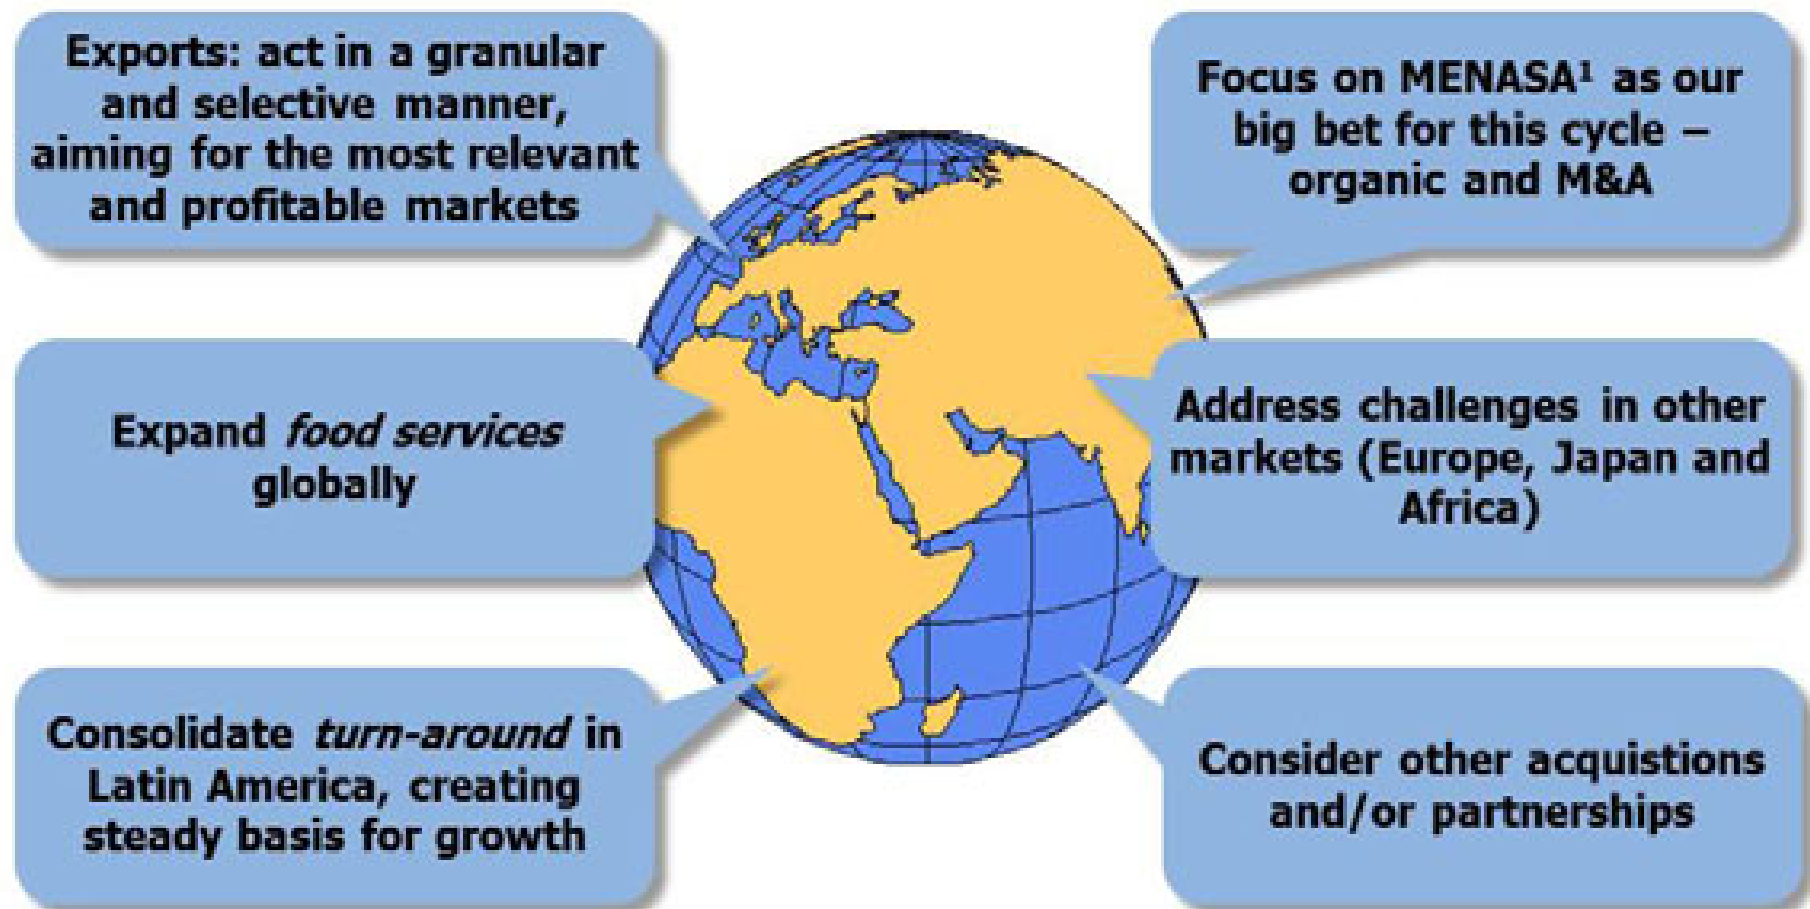 Exports: act in a granular
and selective manner,
aiming for the most relevant
and profitable markets
Focus on MENASA¹ as our
big bet for this cycle –
organic and M&A
Expand food services
globally
Address challenges in other
markets (Europe, Japan and
Africa)
Consolidate turn-around in
Latin America, creating
steady basis for growth
Consider other acquistions
and/or partnerships